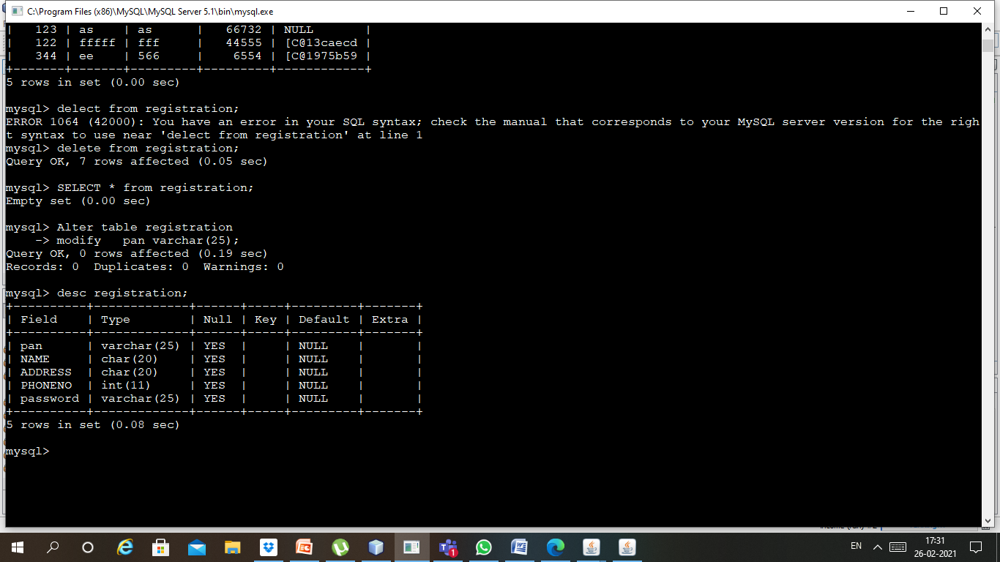 C:\Program Files (x86)\MySQL\MySQL Server 5.1\bin\mysql.exe
|   123 | as    | as      |   66732 | NULL       |
|   122 | fffff | fff     |   44555 | [C@13caecd |
|   344 | ee    | 566     |    6554 | [C@1975b59 |
+-------+-------+---------+---------+------------+
5 rows in set (0.00 sec)
mysql> delect from registration;
ERROR 1064 (42000): You have an error in your SQL syntax; check the manual that corresponds to your MySQL server version for the righ
t syntax to use near 'delect from registration' at line 1
mysql> delete from registration;
Query OK, 7 rows affected (0.05 sec)
mysql> SELECT * from registration;
Empty set (0.00 sec)
mysql> Alter table registration
    -> modify   pan varchar(25);
Query OK, 0 rows affected (0.19 sec)
Records: 0  Duplicates: 0  Warnings: 0
mysql> desc registration;
+----------+-------------+------+-----+---------+-------+
| Field    | Type        | Null | Key | Default | Extra |
+----------+-------------+------+-----+---------+-------+
| pan      | varchar(25) | YES  |     | NULL    |       |
| NAME     | char(20)    | YES  |     | NULL    |       |
| ADDRESS  | char(20)    | YES  |     | NULL    |       |
| PHONENO  | int(11)     | YES  |     | NULL    |       |
| password | varchar(25) | YES  |     | NULL    |       |
+----------+-------------+------+-----+---------+-------+
5 rows in set (0.08 sec)
mysql>
EN
17:31
26-02-2021
1